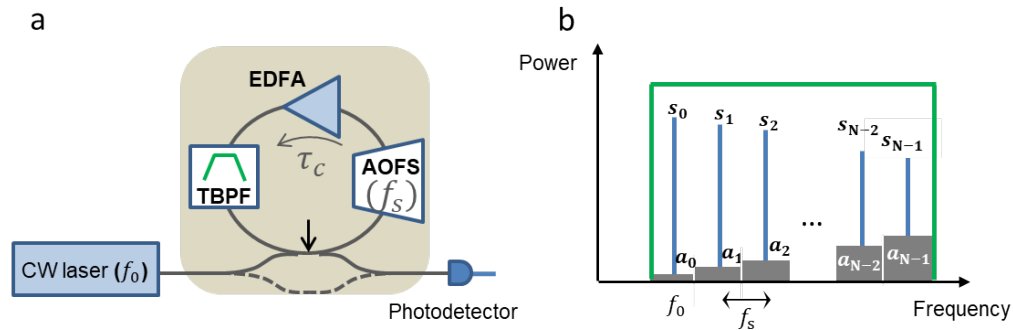 a
EDFA
τc
AOFS
(fs)
TBPF
CW laser (f0)
Photodetector
b
Power
s0
s1
s2
sN−2
sN−1
...
a0
a1
a2
aN−2
aN−1
f0
fs
Frequency